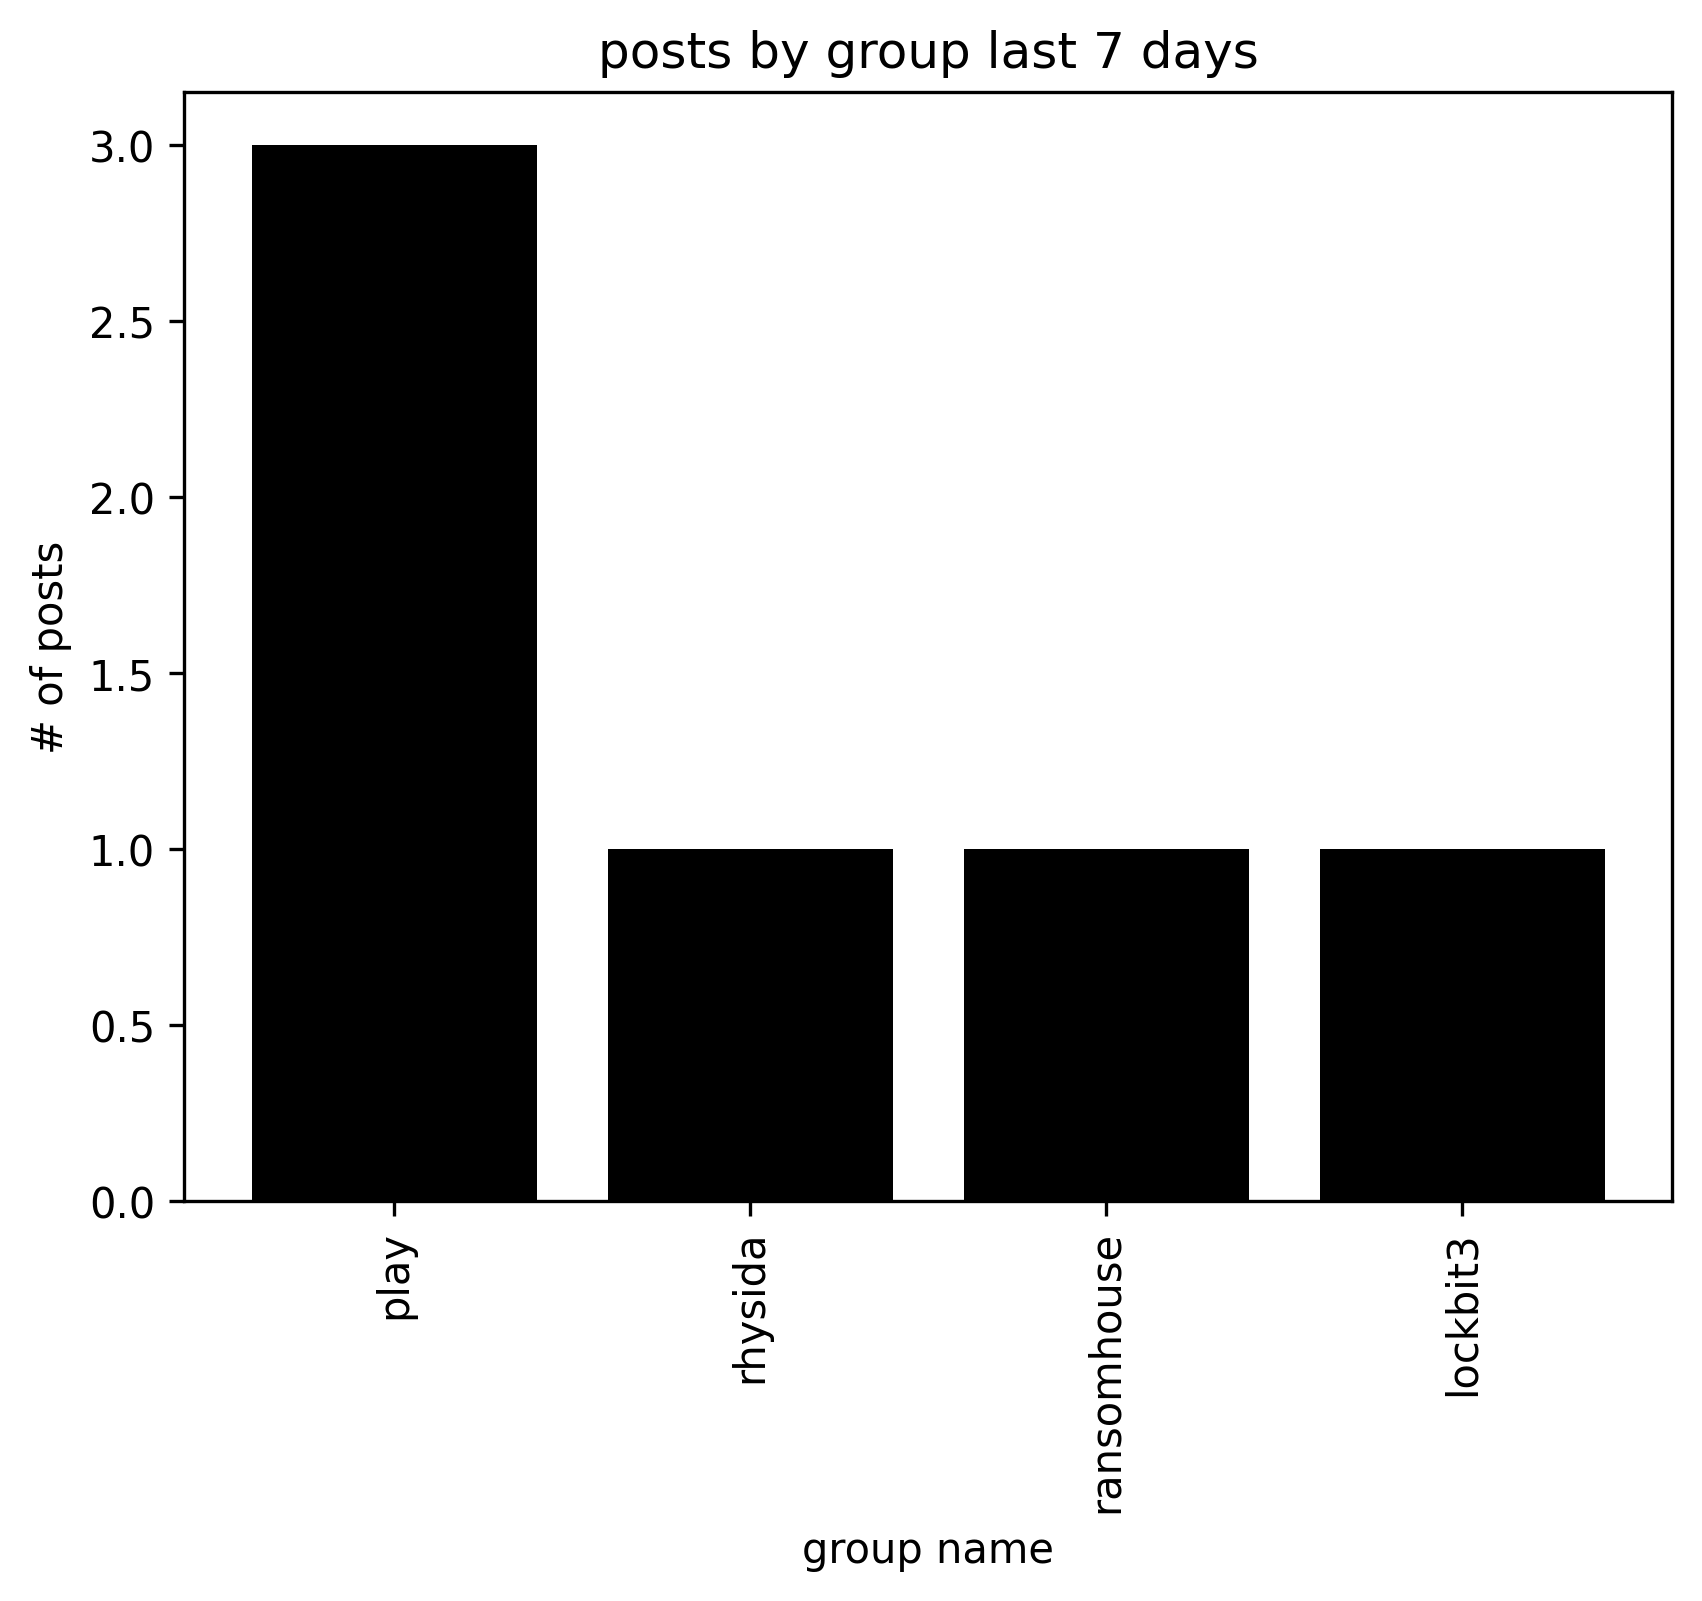 posts by group last 7 days
3.0
2.5
2.0
1.5
1.0
0.5
0.0
# of posts
play
rhysida
ransomhouse
lockbit3
group name